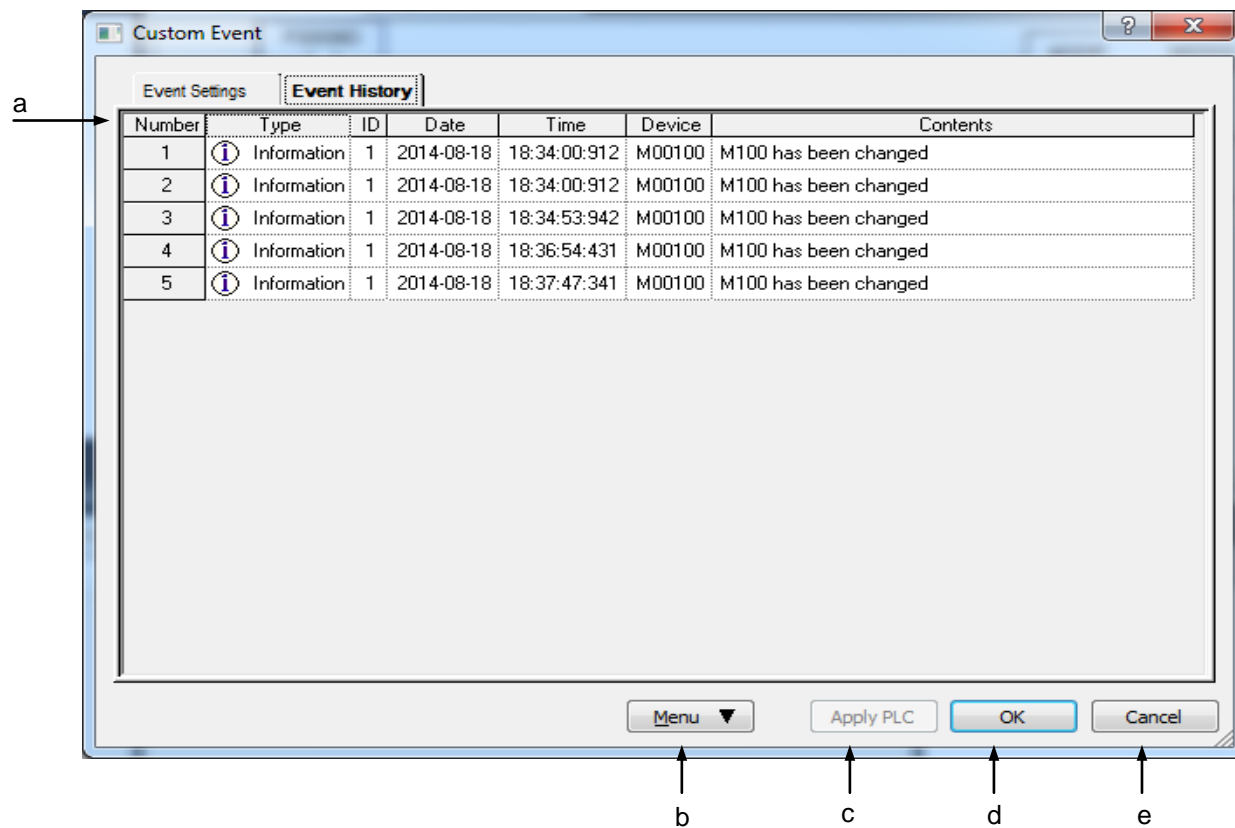 Custom Event
Event Settings Event History
a
Number Type ID Date Time Device Contents
1 Information 1 2014-08-18 18:34:00:912 M00100 M100 has been changed
2 Information 1 2014-08-18 18:34:00:912 M00100 M100 has been changed
3 Information 1 2014-08-18 18:34:53:942 M00100 M100 has been changed
4 Information 1 2014-08-18 18:36:54:431 M00100 M100 has been changed
5 Information 1 2014-08-18 18:37:47:341 M00100 M100 has been changed
Menu ▼ Apply PLC OK Cancel
b c d e